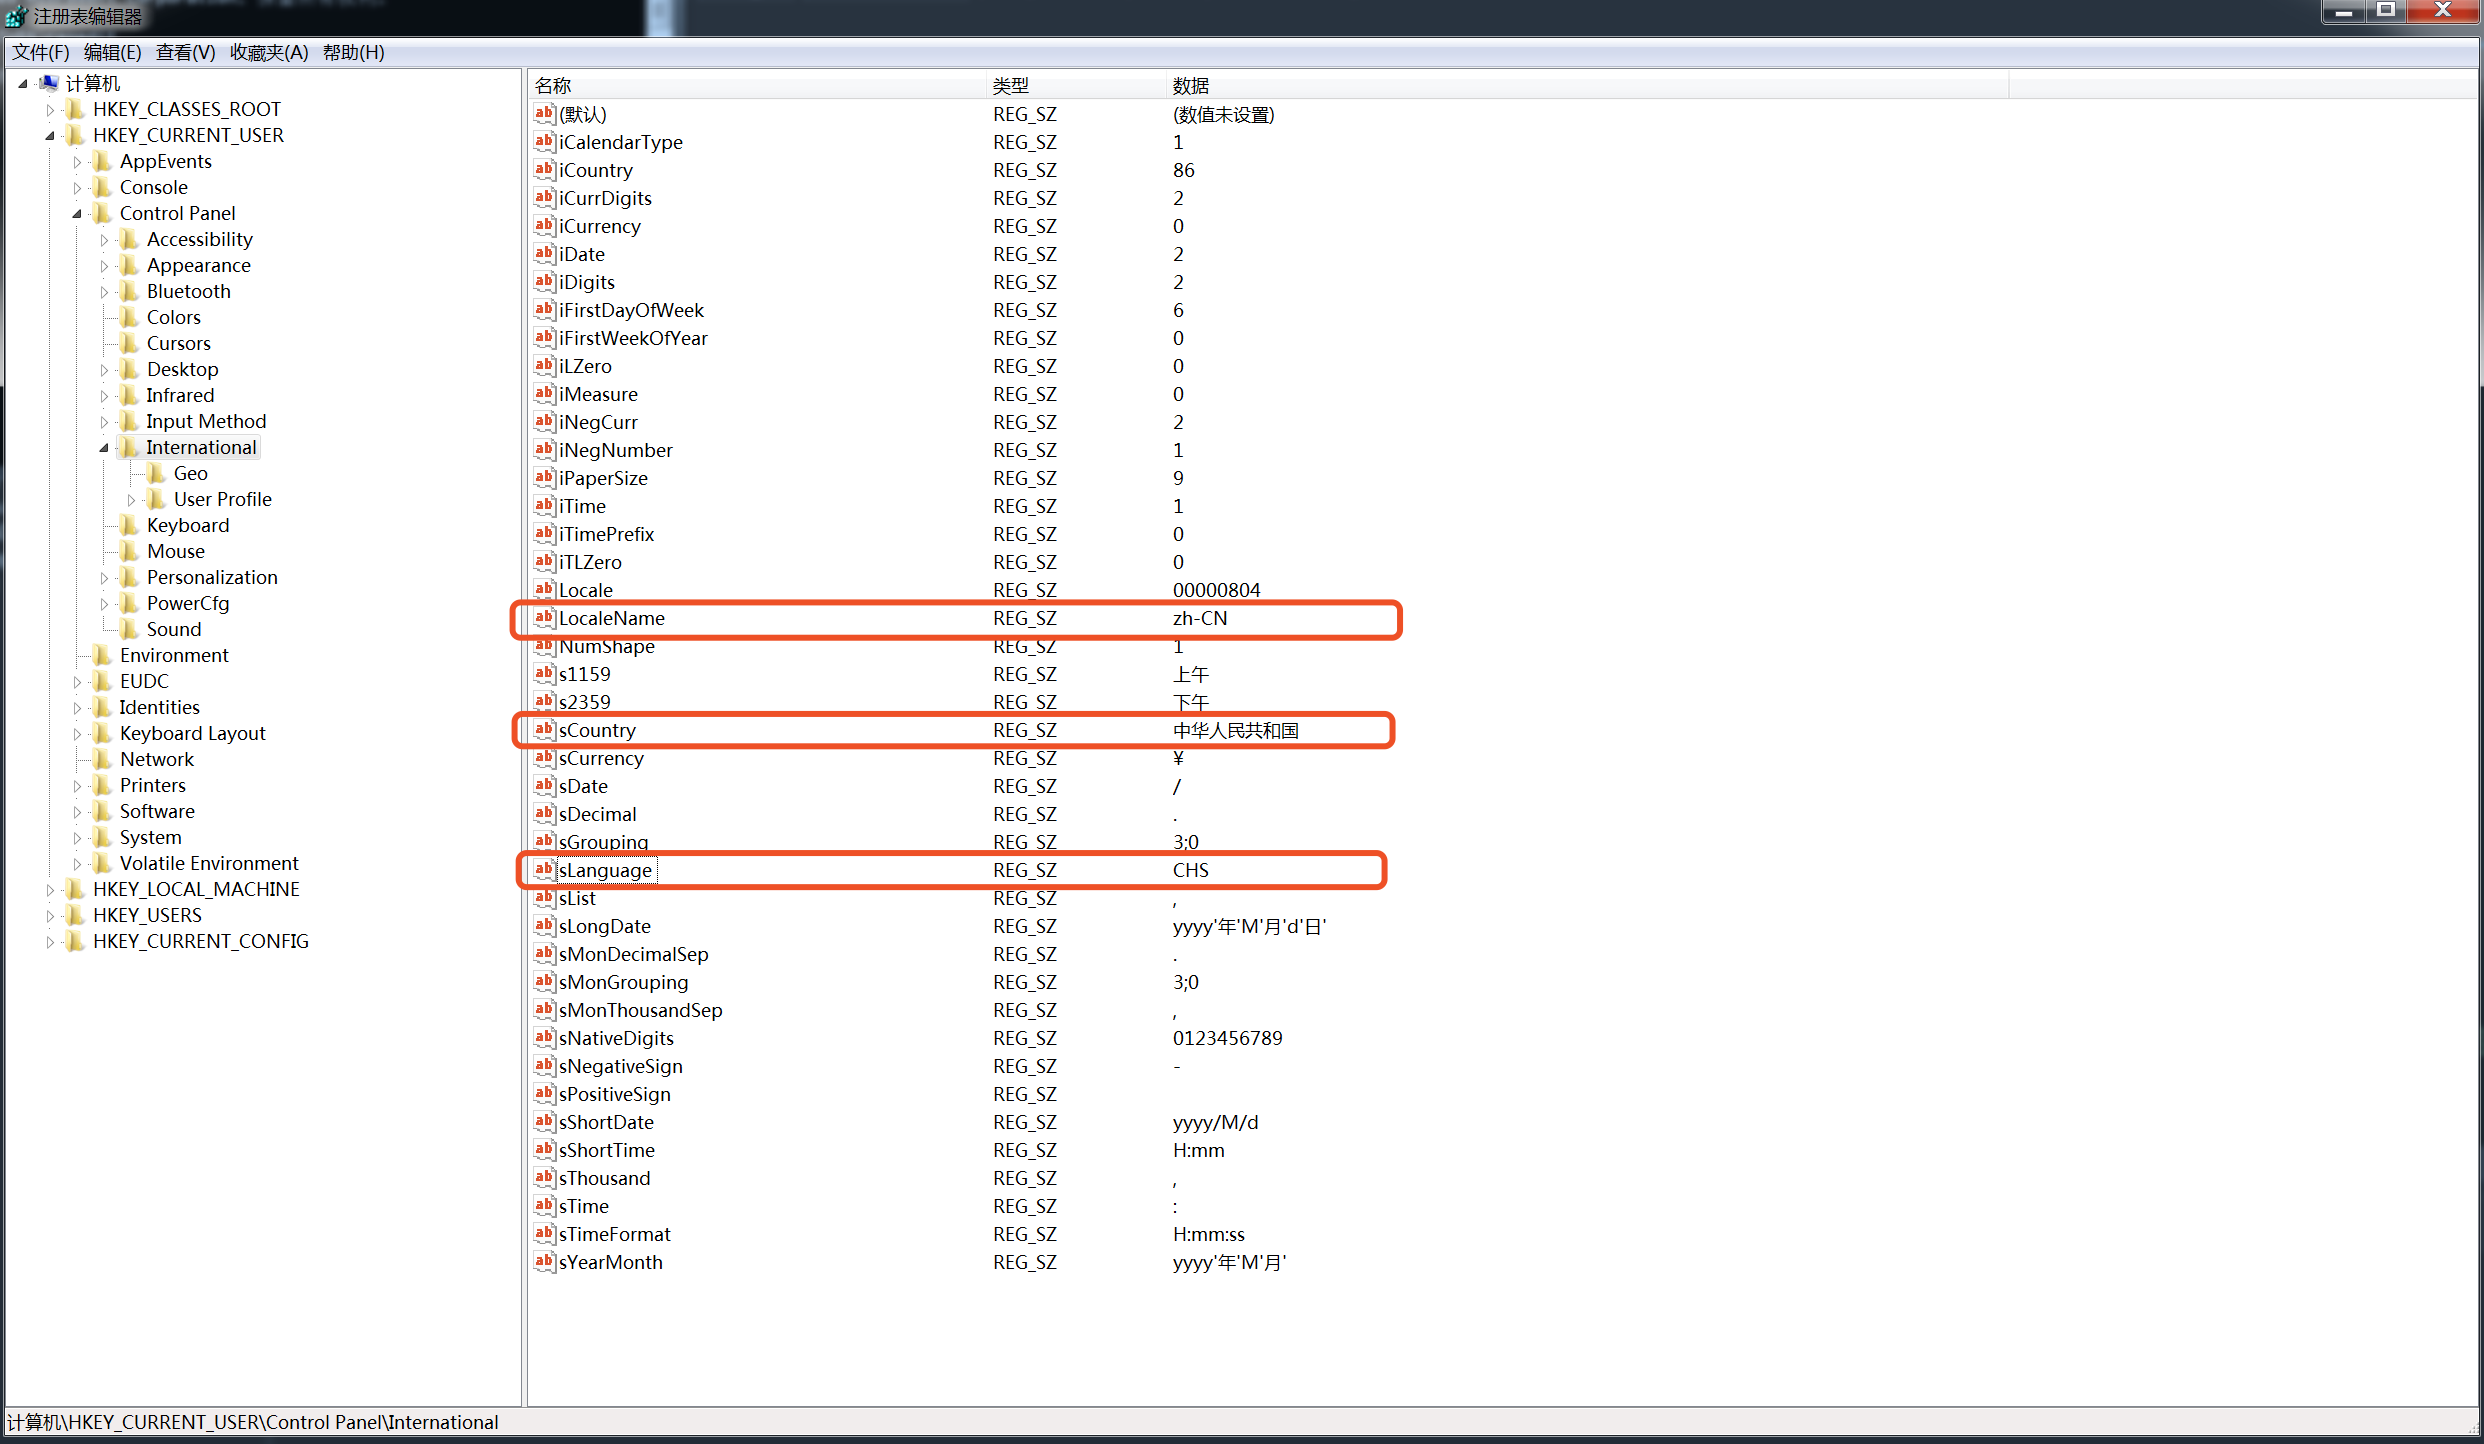 注册表编辑器
文件(F) 编辑(E) 查看(V) 收藏夹(A) 帮助(H)
计算机
HKEY_CLASSES_ROOT
HKEY_CURRENT_USER
AppEvents
Console
Control Panel
Accessibility
Appearance
Bluetooth
Colors
Cursors
Desktop
Infrared
Input Method
International
Geo
User Profile
Keyboard
Mouse
Personalization
PowerCfg
Sound
Environment
EUDC
Identities
Keyboard Layout
Network
Printers
Software
System
Volatile Environment
HKEY_LOCAL_MACHINE
HKEY_USERS
HKEY_CURRENT_CONFIG
名称 类型 数据
(默认) REG_SZ (数值未设置)
iCalendarType REG_SZ 1
iCountry REG_SZ 86
iCurrDigits REG_SZ 2
iCurrency REG_SZ 0
iDate REG_SZ 2
iDigits REG_SZ 2
iFirstDayOfWeek REG_SZ 6
iFirstWeekOfYear REG_SZ 0
iLZero REG_SZ 0
iMeasure REG_SZ 0
iNegCurr REG_SZ 2
iNegNumber REG_SZ 1
iPaperSize REG_SZ 9
iTime REG_SZ 1
iTimePrefix REG_SZ 0
iTLZero REG_SZ 0
Locale REG_SZ 00000804
LocaleName REG_SZ zh-CN
NumShape REG_SZ 1
s1159 REG_SZ 上午
s2359 REG_SZ 下午
sCountry REG_SZ 中华人民共和国
sCurrency REG_SZ ¥
sDate REG_SZ /
sDecimal REG_SZ .
sGrouping REG_SZ 3;0
sLanguage REG_SZ CHS
sList REG_SZ ,
sLongDate REG_SZ yyyy'年'M'月'd'日'
sMonDecimalSep REG_SZ .
sMonGrouping REG_SZ 3;0
sMonThousandSep REG_SZ ,
sNativeDigits REG_SZ 0123456789
sNegativeSign REG_SZ -
sPositiveSign REG_SZ
sShortDate REG_SZ yyyy/M/d
sShortTime REG_SZ H:mm
sThousand REG_SZ ,
sTime REG_SZ :
sTimeFormat REG_SZ H:mm:ss
sYearMonth REG_SZ yyyy'年'M'月'
计算机\HKEY_CURRENT_USER\Control Panel\International